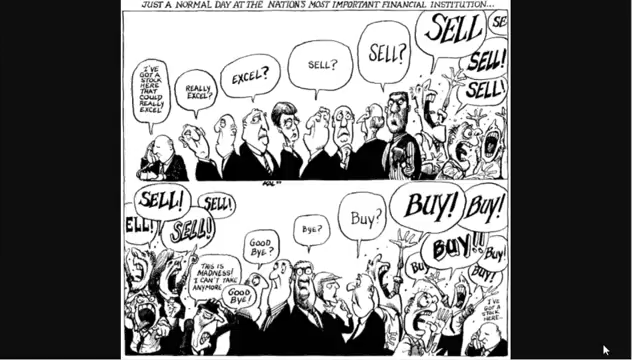 JUST A NORMAL DAY AT THE NATION'S MOST IMPORTANT FINANCIAL INSTITUTION...
I'VE
GOT A
STOCK
HERE
THAT
COULD
REALLY
EXCEL
REALLY
EXCEL?
EXCEL?
SELL?
SELL?
SELL
SE
SELL!
SELL!
KAL
SELL!
SELL!
ELL!
SELL!
THIS IS
MADNESS!
I CAN'T TAKE
ANYMORE
GOOD
BYE!
GOOD
BYE?
BYE?
BUY?
BUY!
BUY!
BUY!!
BUY!
BU
BUY!
I'VE
GOT A
STOCK
HERE...